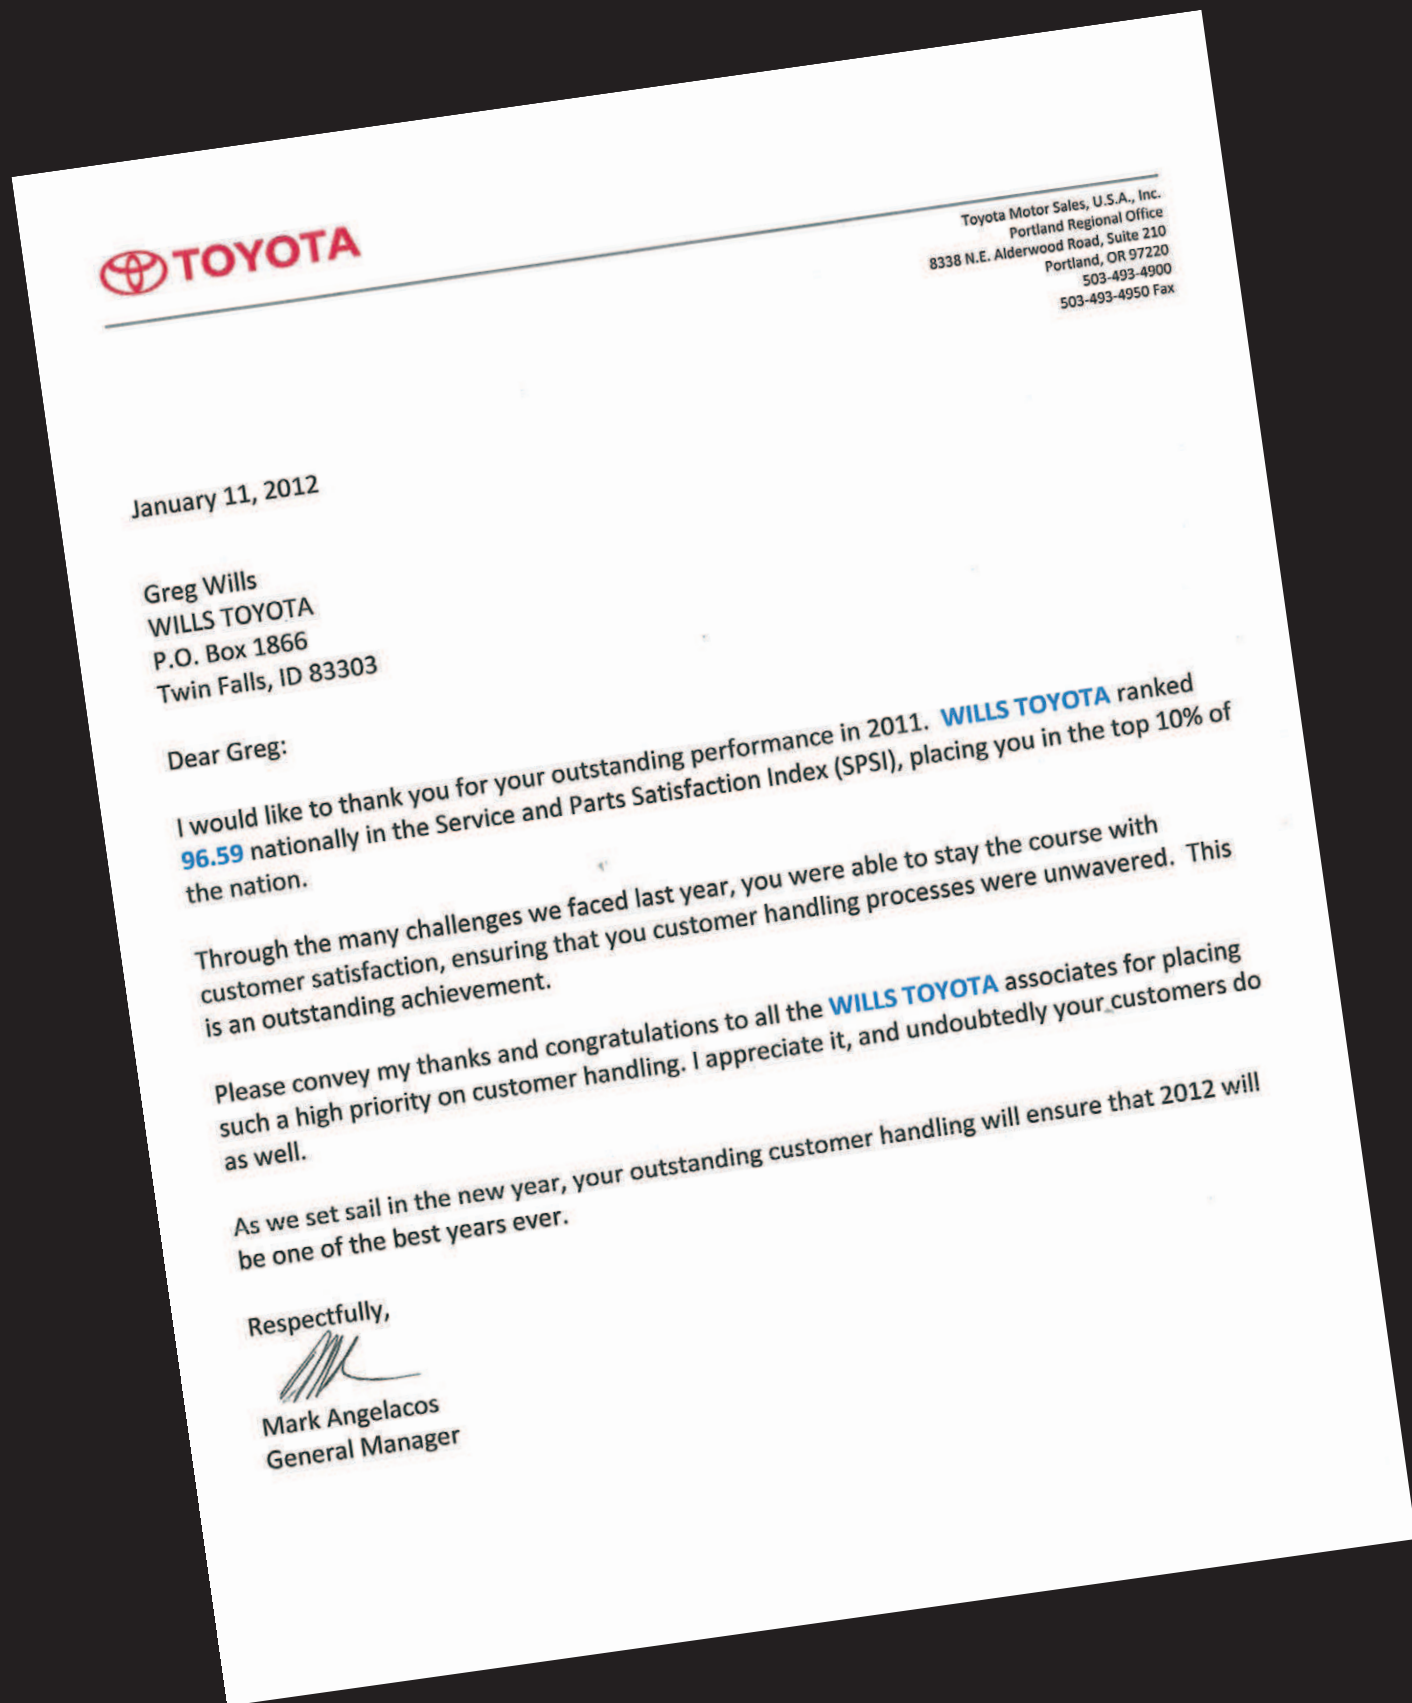 TOYOTA
Toyota Motor Sales, U.S.A., Inc.
Portland Regional Office
8338 N.E. Alderwood Road, Suite 210
Portland, OR 97220
503-493-4900
503-493-4950 Fax
January 11, 2012
Greg Wills
WILLS TOYOTA
P.O. Box 1866
Twin Falls, ID 83303
Dear Greg:
I would like to thank you for your outstanding performance in 2011.  WILLS TOYOTA ranked
96.59 nationally in the Service and Parts Satisfaction Index (SPSI), placing you in the top 10% of
the nation.
Through the many challenges we faced last year, you were able to stay the course with
customer satisfaction, ensuring that you customer handling processes were unwavered.  This
is an outstanding achievement.
Please convey my thanks and congratulations to all the WILLS TOYOTA associates for placing
such a high priority on customer handling. I appreciate it, and undoubtedly your customers do
as well.
As we set sail in the new year, your outstanding customer handling will ensure that 2012 will
be one of the best years ever.
Respectfully,
Mark Angelacos
General Manager